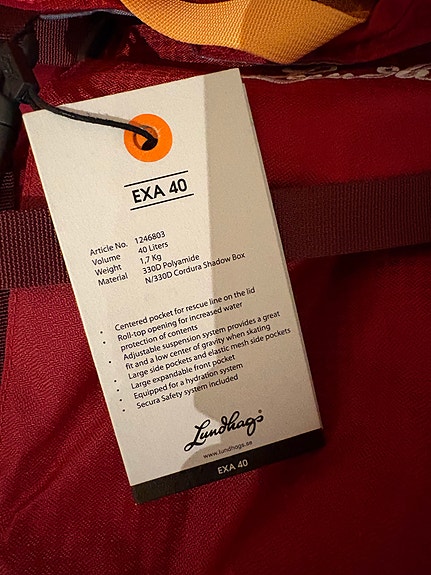 EXA 40
Article No. 1246803
Volume 40 Liters
Weight 1,7 Kg
Material 330D Polyamide
N/330D Cordura Shadow Box
• Centered pocket for rescue line on the lid
• Roll-top opening for increased water
protection of contents
• Adjustable suspension system provides a great
fit and a low center of gravity when skating
• Large side pockets and elastic mesh side pockets
• Large expandable front pocket
• Equipped for a hydration system
• Secura Safety system included
Lundhags®
www.lundhags.se
EXA 40